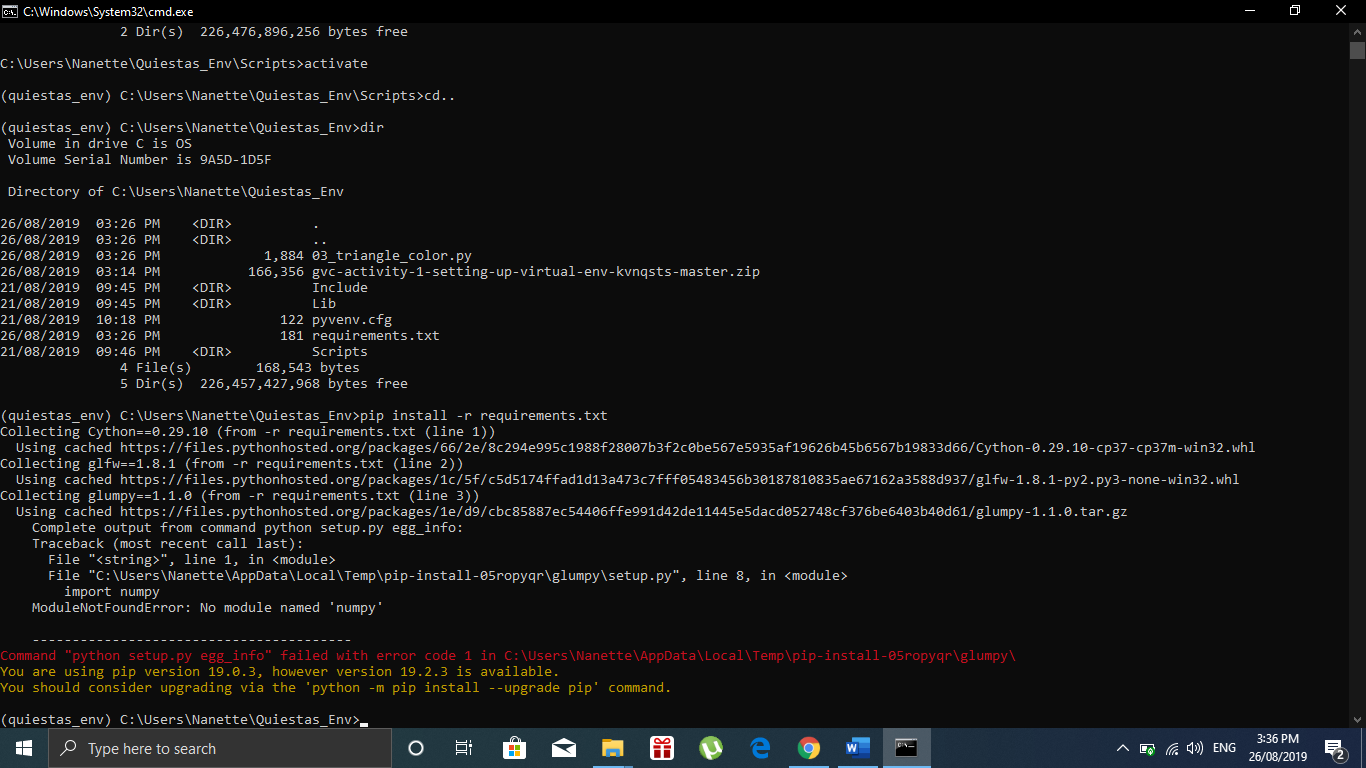 C:\Windows\System32\cmd.exe
2 Dir(s)  226,476,896,256 bytes free
C:\Users\Nanette\Quiestas_Env\Scripts>activate
(quiestas_env) C:\Users\Nanette\Quiestas_Env\Scripts>cd..
(quiestas_env) C:\Users\Nanette\Quiestas_Env>dir
Volume in drive C is OS
Volume Serial Number is 9A5D-1D5F
Directory of C:\Users\Nanette\Quiestas_Env
26/08/2019  03:26 PM    <DIR>          .
26/08/2019  03:26 PM    <DIR>          ..
26/08/2019  03:26 PM             1,884 03_triangle_color.py
26/08/2019  03:14 PM           166,356 gvc-activity-1-setting-up-virtual-env-kvnqsts-master.zip
21/08/2019  09:45 PM    <DIR>          Include
21/08/2019  09:45 PM    <DIR>          Lib
21/08/2019  10:18 PM               122 pyvenv.cfg
26/08/2019  03:26 PM               181 requirements.txt
21/08/2019  09:46 PM    <DIR>          Scripts
4 File(s)        168,543 bytes
5 Dir(s)  226,457,427,968 bytes free
(quiestas_env) C:\Users\Nanette\Quiestas_Env>pip install -r requirements.txt
Collecting Cython==0.29.10 (from -r requirements.txt (line 1))
Using cached https://files.pythonhosted.org/packages/66/2e/8c294e995c1988f28007b3f2c0be567e5935af19626b45b6567b19833d66/Cython-0.29.10-cp37-cp37m-win32.whl
Collecting glfw==1.8.1 (from -r requirements.txt (line 2))
Using cached https://files.pythonhosted.org/packages/1c/5f/c5d5174ffad1d13a473c7fff05483456b30187810835ae67162a3588d937/glfw-1.8.1-py2.py3-none-win32.whl
Collecting glumpy==1.1.0 (from -r requirements.txt (line 3))
Using cached https://files.pythonhosted.org/packages/1e/d9/cbc85887ec54406ffe991d42de11445e5dacd052748cf376be6403b40d61/glumpy-1.1.0.tar.gz
Complete output from command python setup.py egg_info:
Traceback (most recent call last):
File "<string>", line 1, in <module>
File "C:\Users\Nanette\AppData\Local\Temp\pip-install-05ropyqr\glumpy\setup.py", line 8, in <module>
import numpy
ModuleNotFoundError: No module named 'numpy'
----------------------------------------
Command "python setup.py egg_info" failed with error code 1 in C:\Users\Nanette\AppData\Local\Temp\pip-install-05ropyqr\glumpy\
You are using pip version 19.0.3, however version 19.2.3 is available.
You should consider upgrading via the 'python -m pip install --upgrade pip' command.
(quiestas_env) C:\Users\Nanette\Quiestas_Env>
Type here to search
ENG
3:36 PM
26/08/2019
2